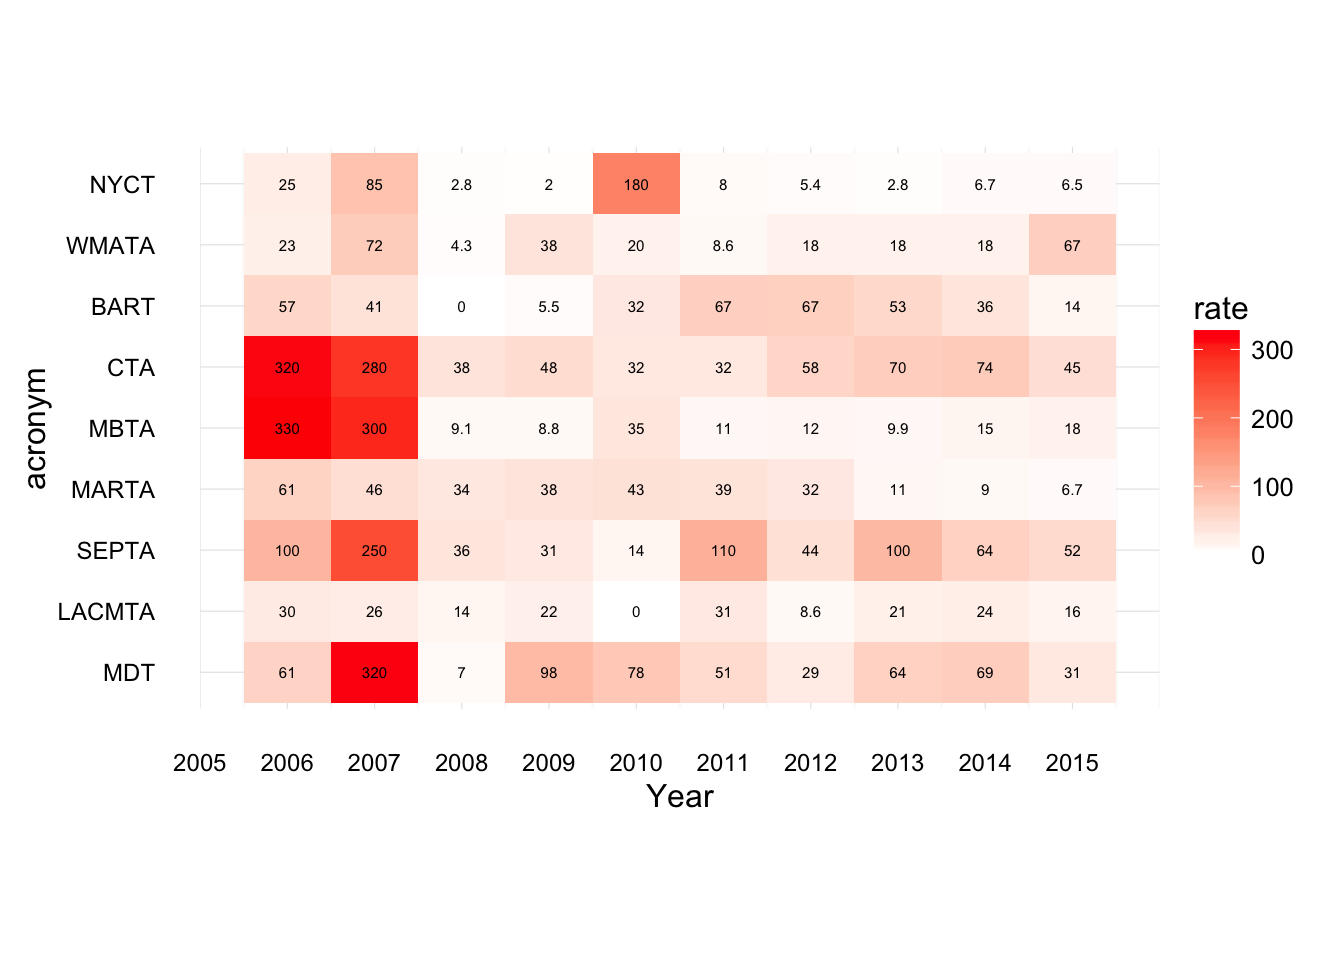 NYCT 25 85 2.8 2 180 8 5.4 2.8 6.7 6.5
WMATA 23 72 4.3 38 20 8.6 18 18 18 67
BART 57 41 0 5.5 32 67 67 53 36 14
CTA 320 280 38 48 32 32 58 70 74 45
MBTA 330 300 9.1 8.8 35 11 12 9.9 15 18
MARTA 61 46 34 38 43 39 32 11 9 6.7
SEPTA 100 250 36 31 14 110 44 100 64 52
LACMTA 30 26 14 22 0 31 8.6 21 24 16
MDT 61 320 7 98 78 51 29 64 69 31
acronym
2005 2006 2007 2008 2009 2010 2011 2012 2013 2014 2015
Year
rate
300
200
100
0